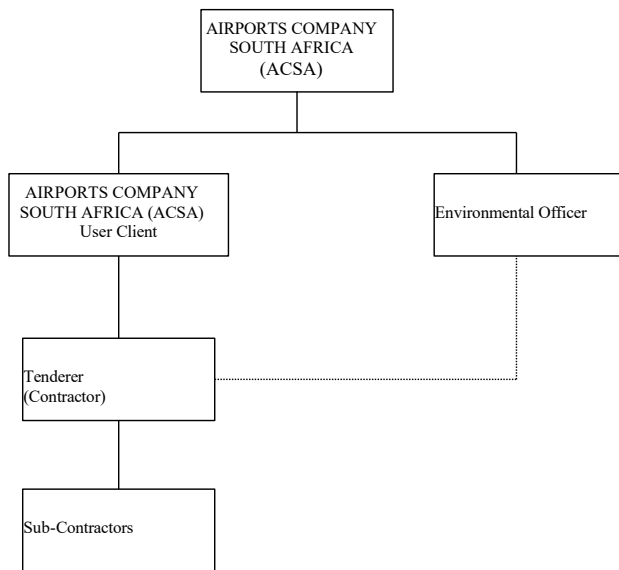 AIRPORTS COMPANY
SOUTH AFRICA
(ACSA)
AIRPORTS COMPANY
SOUTH AFRICA (ACSA)
User Client
Environmental Officer
Tenderer
(Contractor)
Sub-Contractors